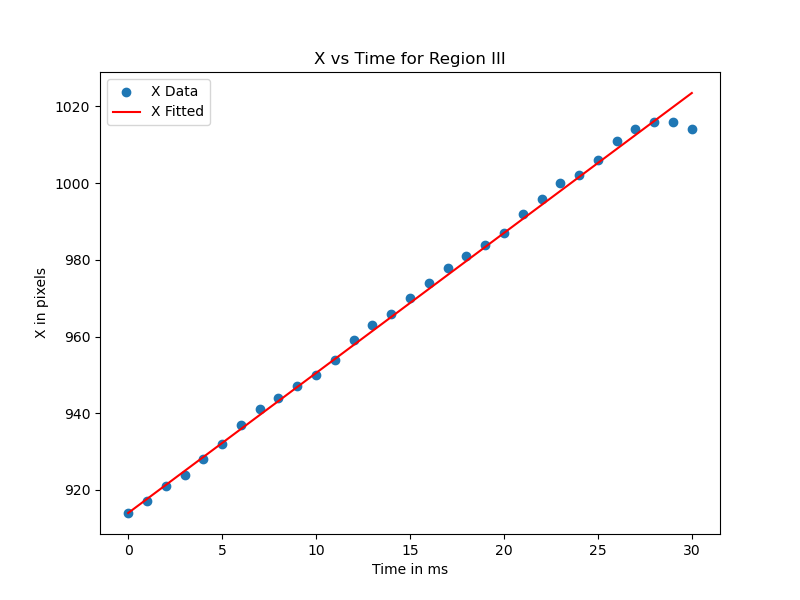 X vs Time for Region III
X Data
X Fitted
1020
1000
980
960
940
920
X in pixels
0 5 10 15 20 25 30
Time in ms